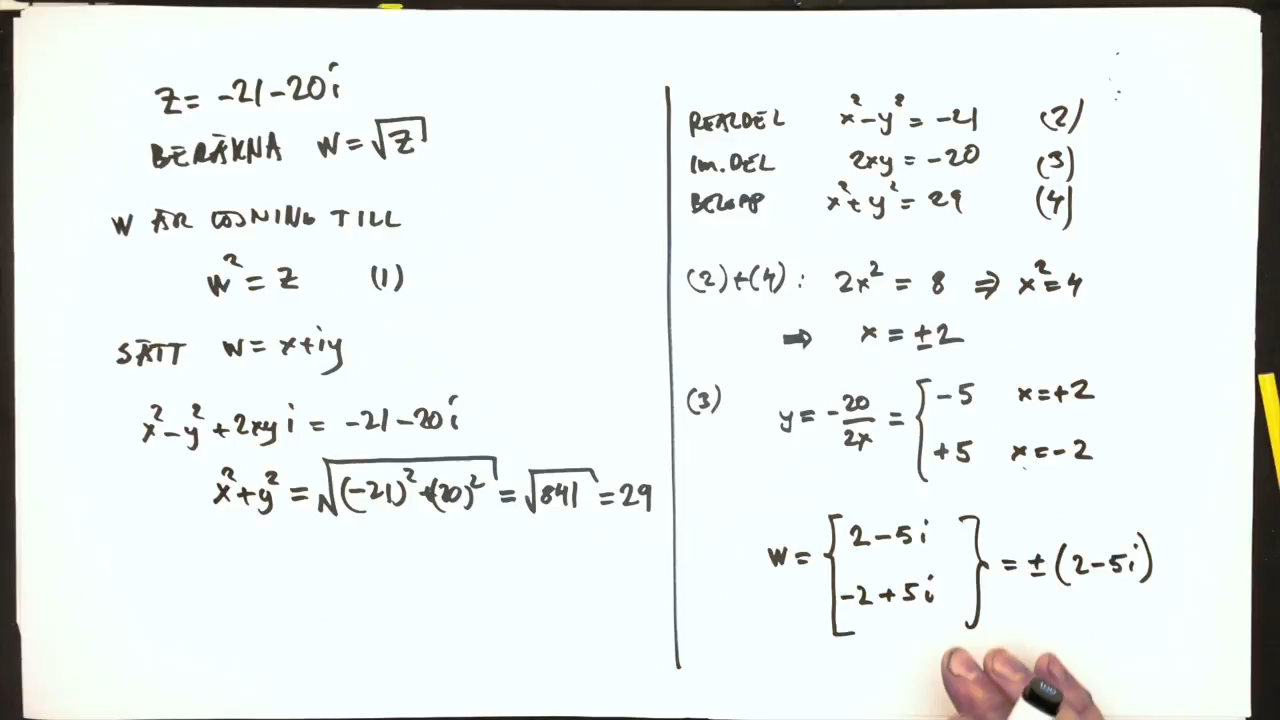 z = -21-20i
BERÄKNA w = √z
w ÄR LÖSNING TILL
w² = z (1)
SÄTT w = x+iy
x²-y²+2xyi = -21-20i
x²+y² = √((-21)²+(20)²) = √841 = 29
REALDEL x²-y² = -21 (2)
IM.DEL 2xy = -20 (3)
BELOPP x²+y² = 29 (4)
(2)+(4): 2x² = 8 ⇒ x² = 4
⇒ x = ±2
(3) y = -20/2x = { -5 x=+2
+5 x=-2
w = { 2-5i
-2+5i } = ±(2-5i)